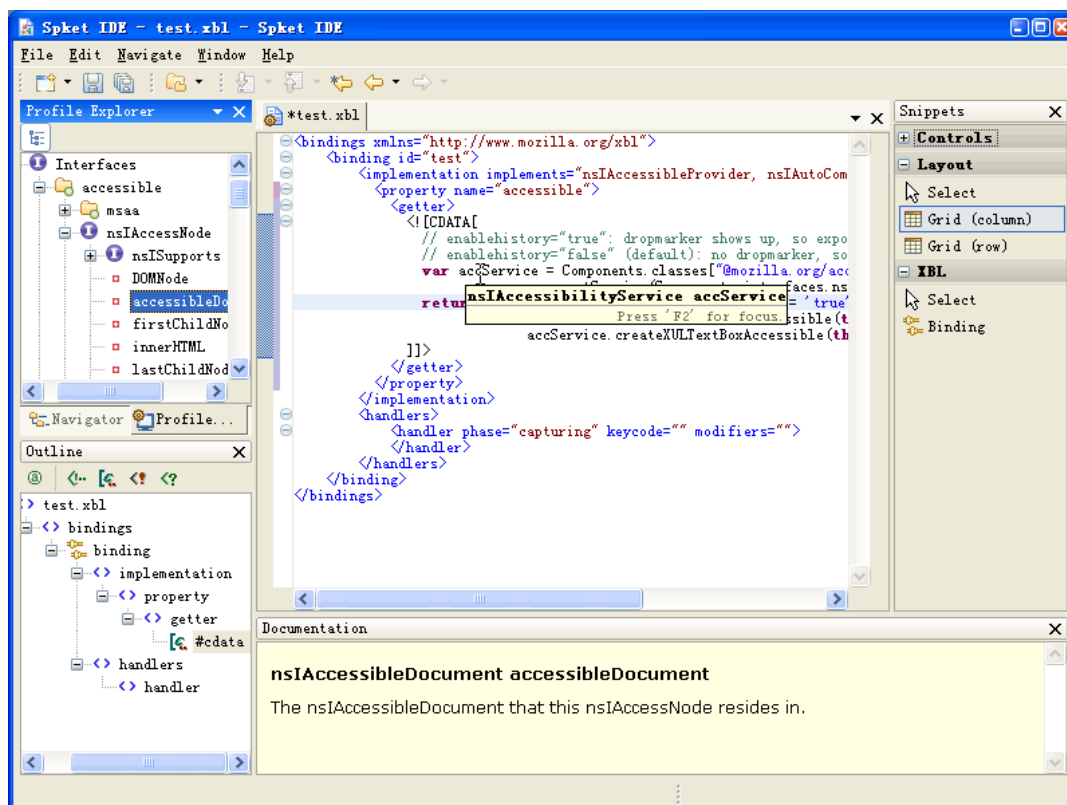 Spket IDE - test.xbl - Spket IDE
File Edit Navigate Window Help
Profile Explorer
Interfaces
accessible
msaa
nsIAccessNode
nsISupports
DOMNode
accessibleDo
firstChildNo
innerHTML
lastChildNod
Navigator Profile...
Outline
test.xbl
bindings
binding
implementation
property
getter
#cdata
handlers
handler
*test.xbl
<bindings xmlns="http://www.mozilla.org/xbl">
<binding id="test">
<implementation implements="nsIAccessibleProvider, nsIAutoCom
<property name="accessible">
<getter>
<![CDATA[
// enablehistory="true": dropmarker shows up, so expo
// enablehistory="false" (default): no dropmarker, so
var accService = Components.classes["@mozilla.org/acc
nsIAccessibilityService accService
Press 'F2' for focus.
retu
= 'true'
ssible(t
accService.createXULTextBoxAccessible(th
]]>
</getter>
</property>
</implementation>
<handlers>
<handler phase="capturing" keycode="" modifiers="">
</handler>
</handlers>
</binding>
</bindings>
Snippets
Controls
Layout
Select
Grid (column)
Grid (row)
XBL
Select
Binding
Documentation
nsIAccessibleDocument accessibleDocument
The nsIAccessibleDocument that this nsIAccessNode resides in.